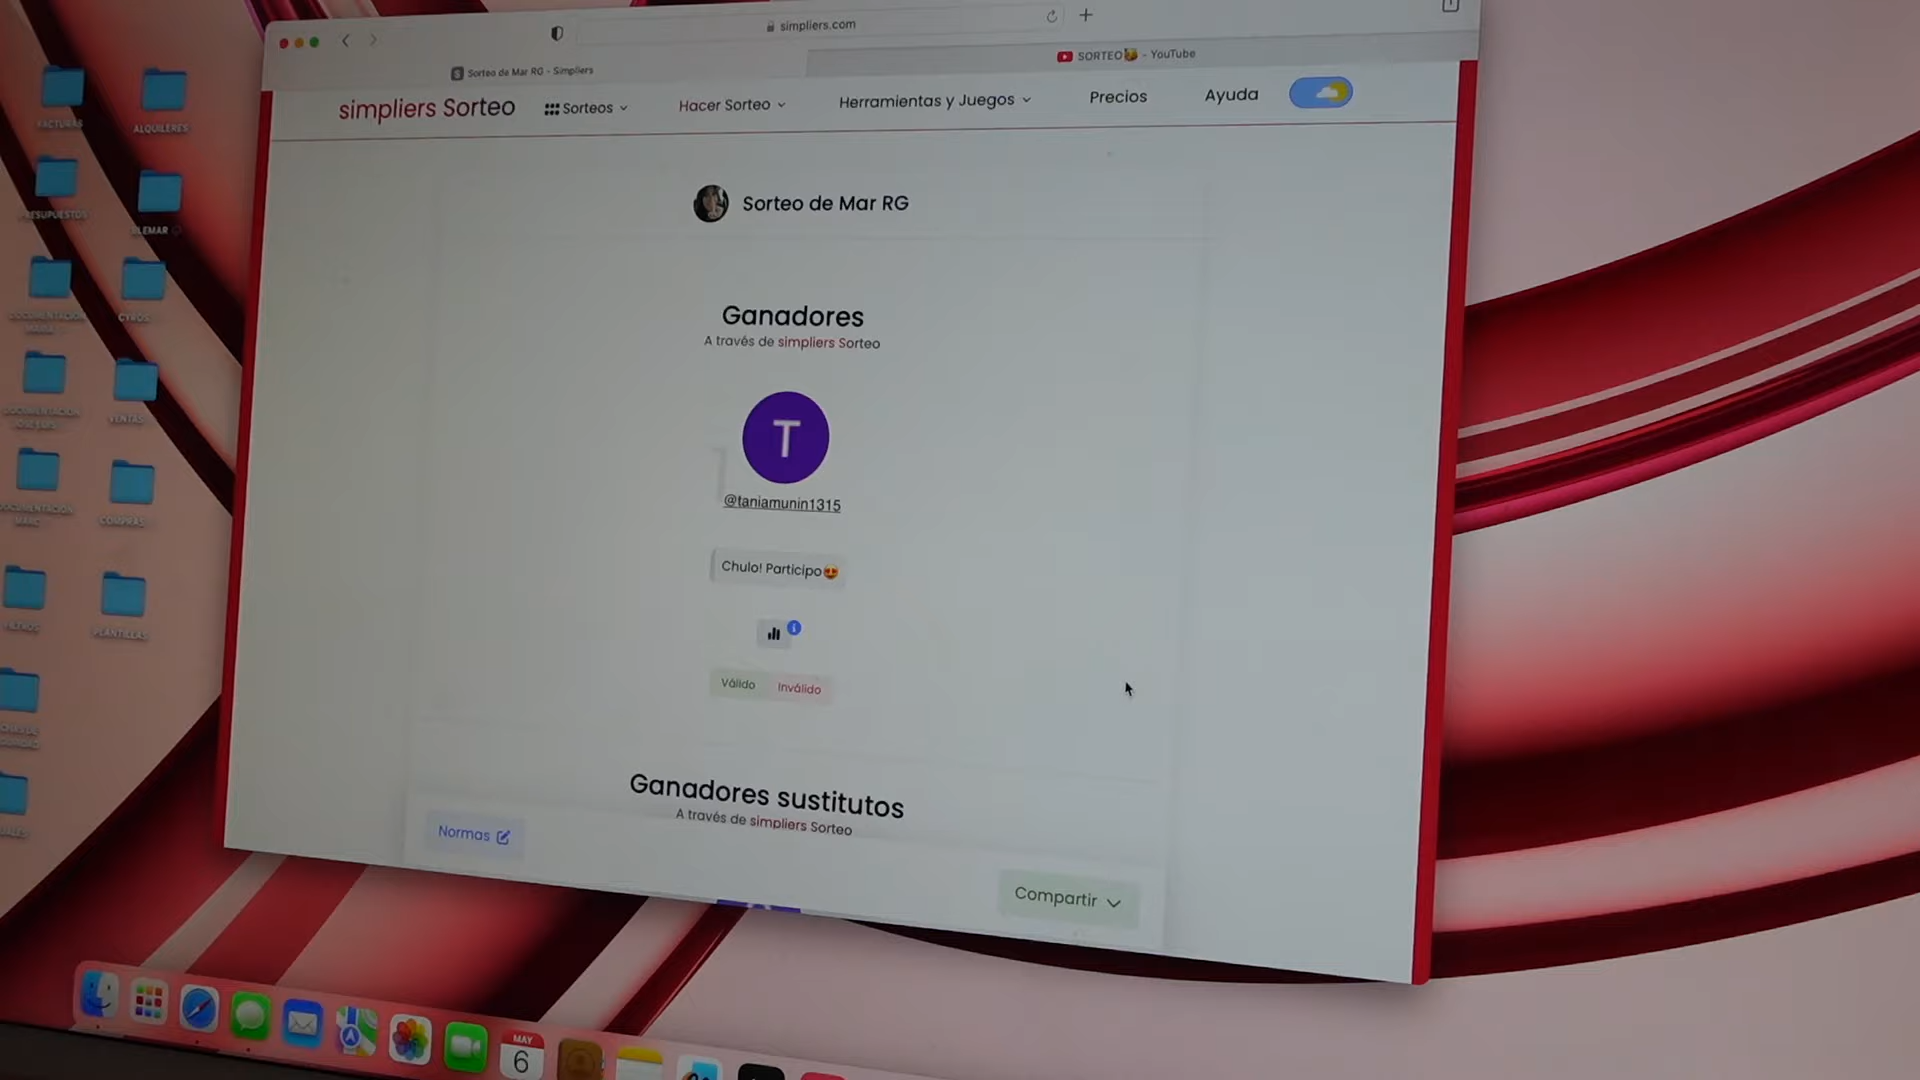 simpliers.com
Sorteo de Mar RG - Simpliers
SORTEO😻 - YouTube
simpliers Sorteo
Sorteos
Hacer Sorteo
Herramientas y Juegos
Precios
Ayuda
Sorteo de Mar RG
Ganadores
A través de simpliers Sorteo
T
@taniamunin1315
Chulo! Participo😍
Válido
Inválido
Ganadores sustitutos
A través de simpliers Sorteo
Normas
Compartir
FACTURAS
ALQUILERES
VENTAS
COMPRAS
PLANTILLAS
MAY
6